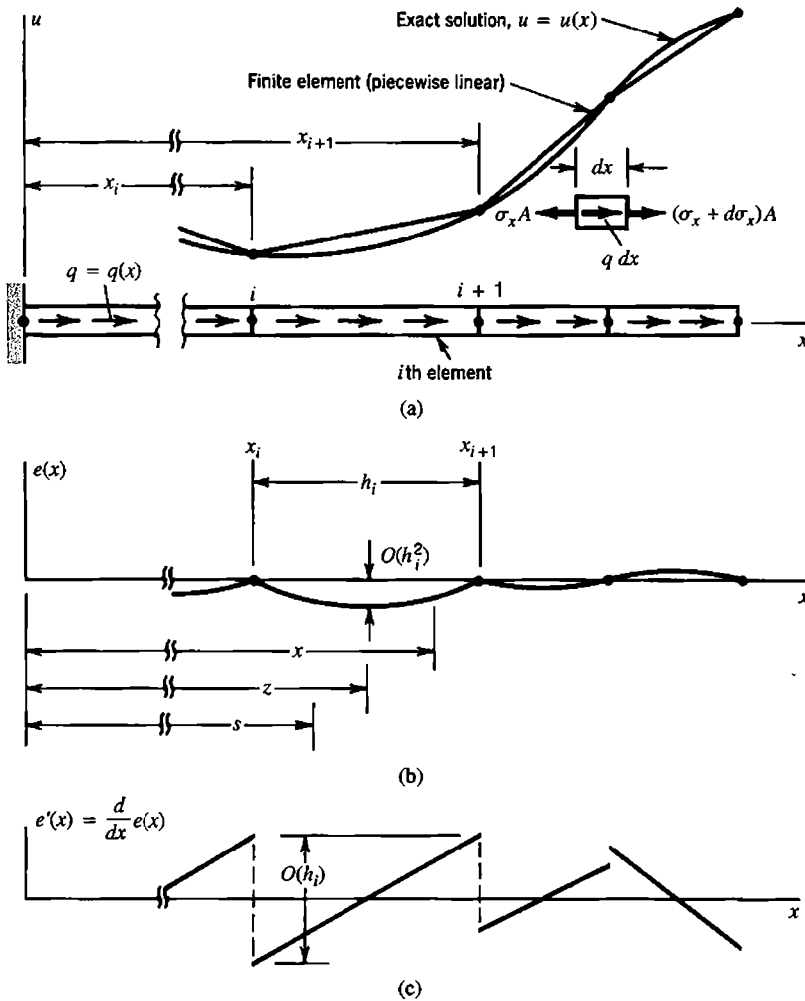 u
Exact solution, u = u(x)
Finite element (piecewise linear)
x_{i+1}
dx
x_i
σ_x A
(σ_x + dσ_x)A
q dx
q = q(x)
i
i + 1
x
ith element
(a)
x_i
x_{i+1}
e(x)
h_i
O(h_i^2)
x
x
z
s
(b)
e'(x) = \frac{d}{dx} e(x)
O(h_i)
x
(c)